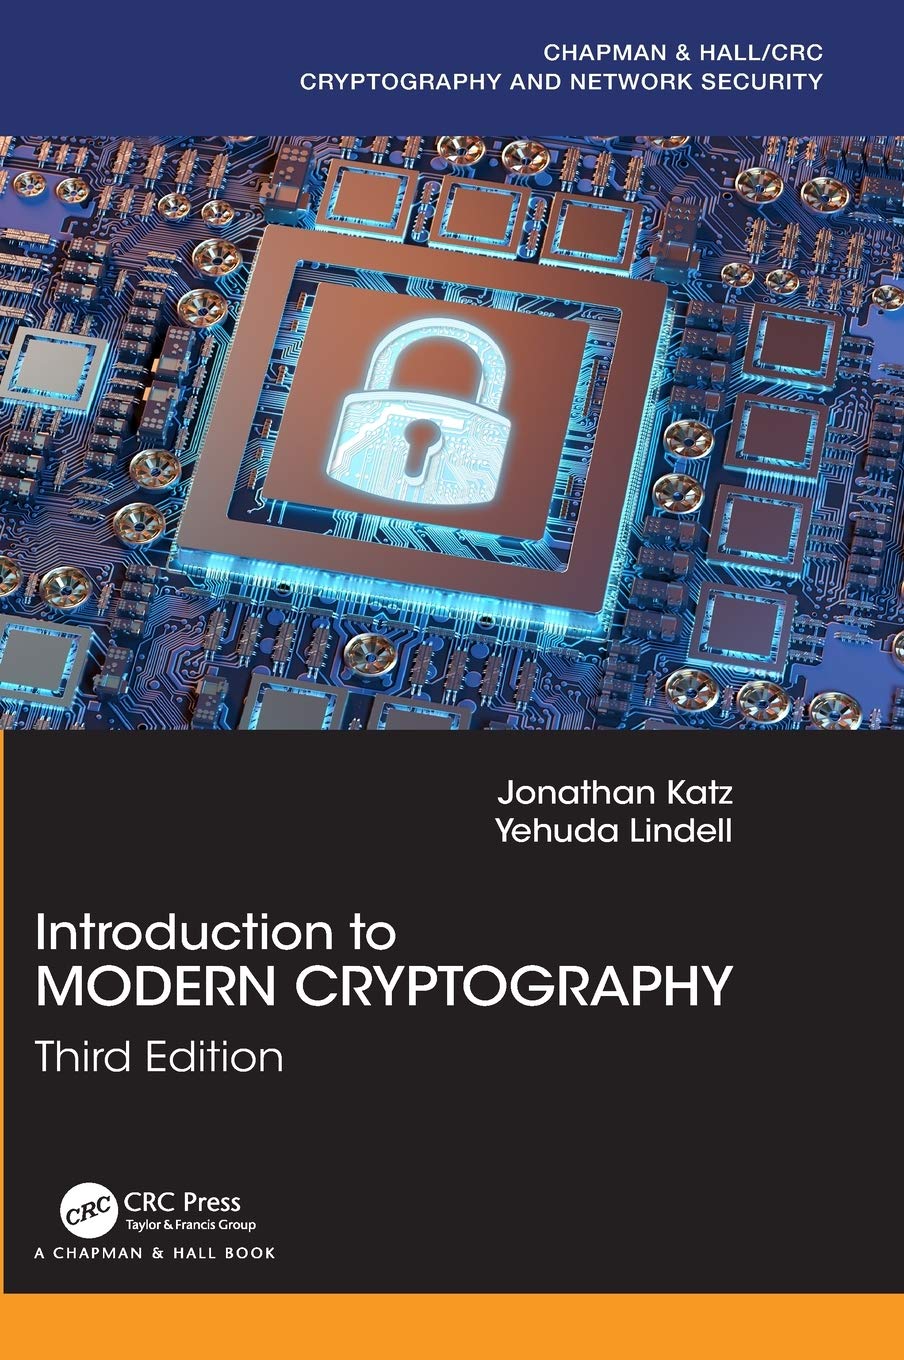 CHAPMAN & HALL/CRC
CRYPTOGRAPHY AND NETWORK SECURITY
Jonathan Katz
Yehuda Lindell
Introduction to
MODERN CRYPTOGRAPHY
Third Edition
CRC
CRC Press
Taylor & Francis Group
A CHAPMAN & HALL BOOK